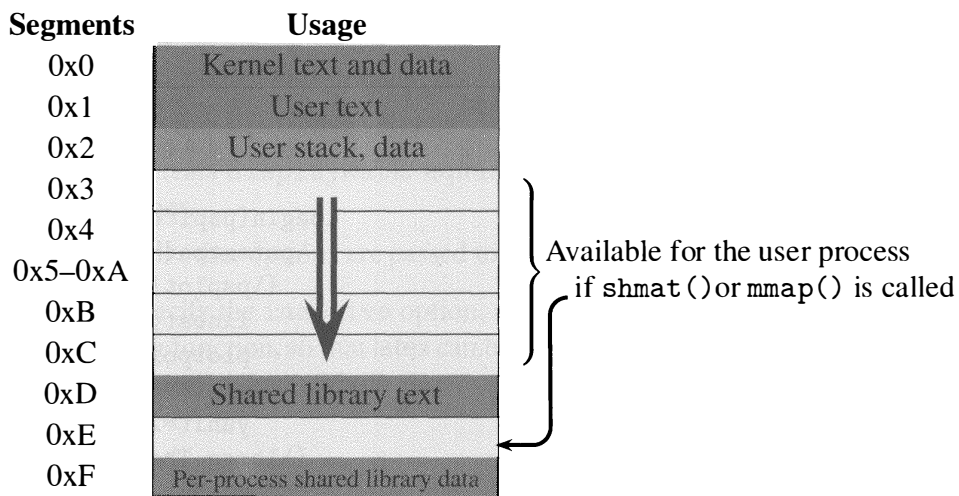 Segments Usage
0x0 Kernel text and data
0x1 User text
0x2 User stack, data
0x3
0x4
0x5–0xA
0xB
0xC
0xD Shared library text
0xE
0xF Per-process shared library data
Available for the user process
if shmat() or mmap() is called